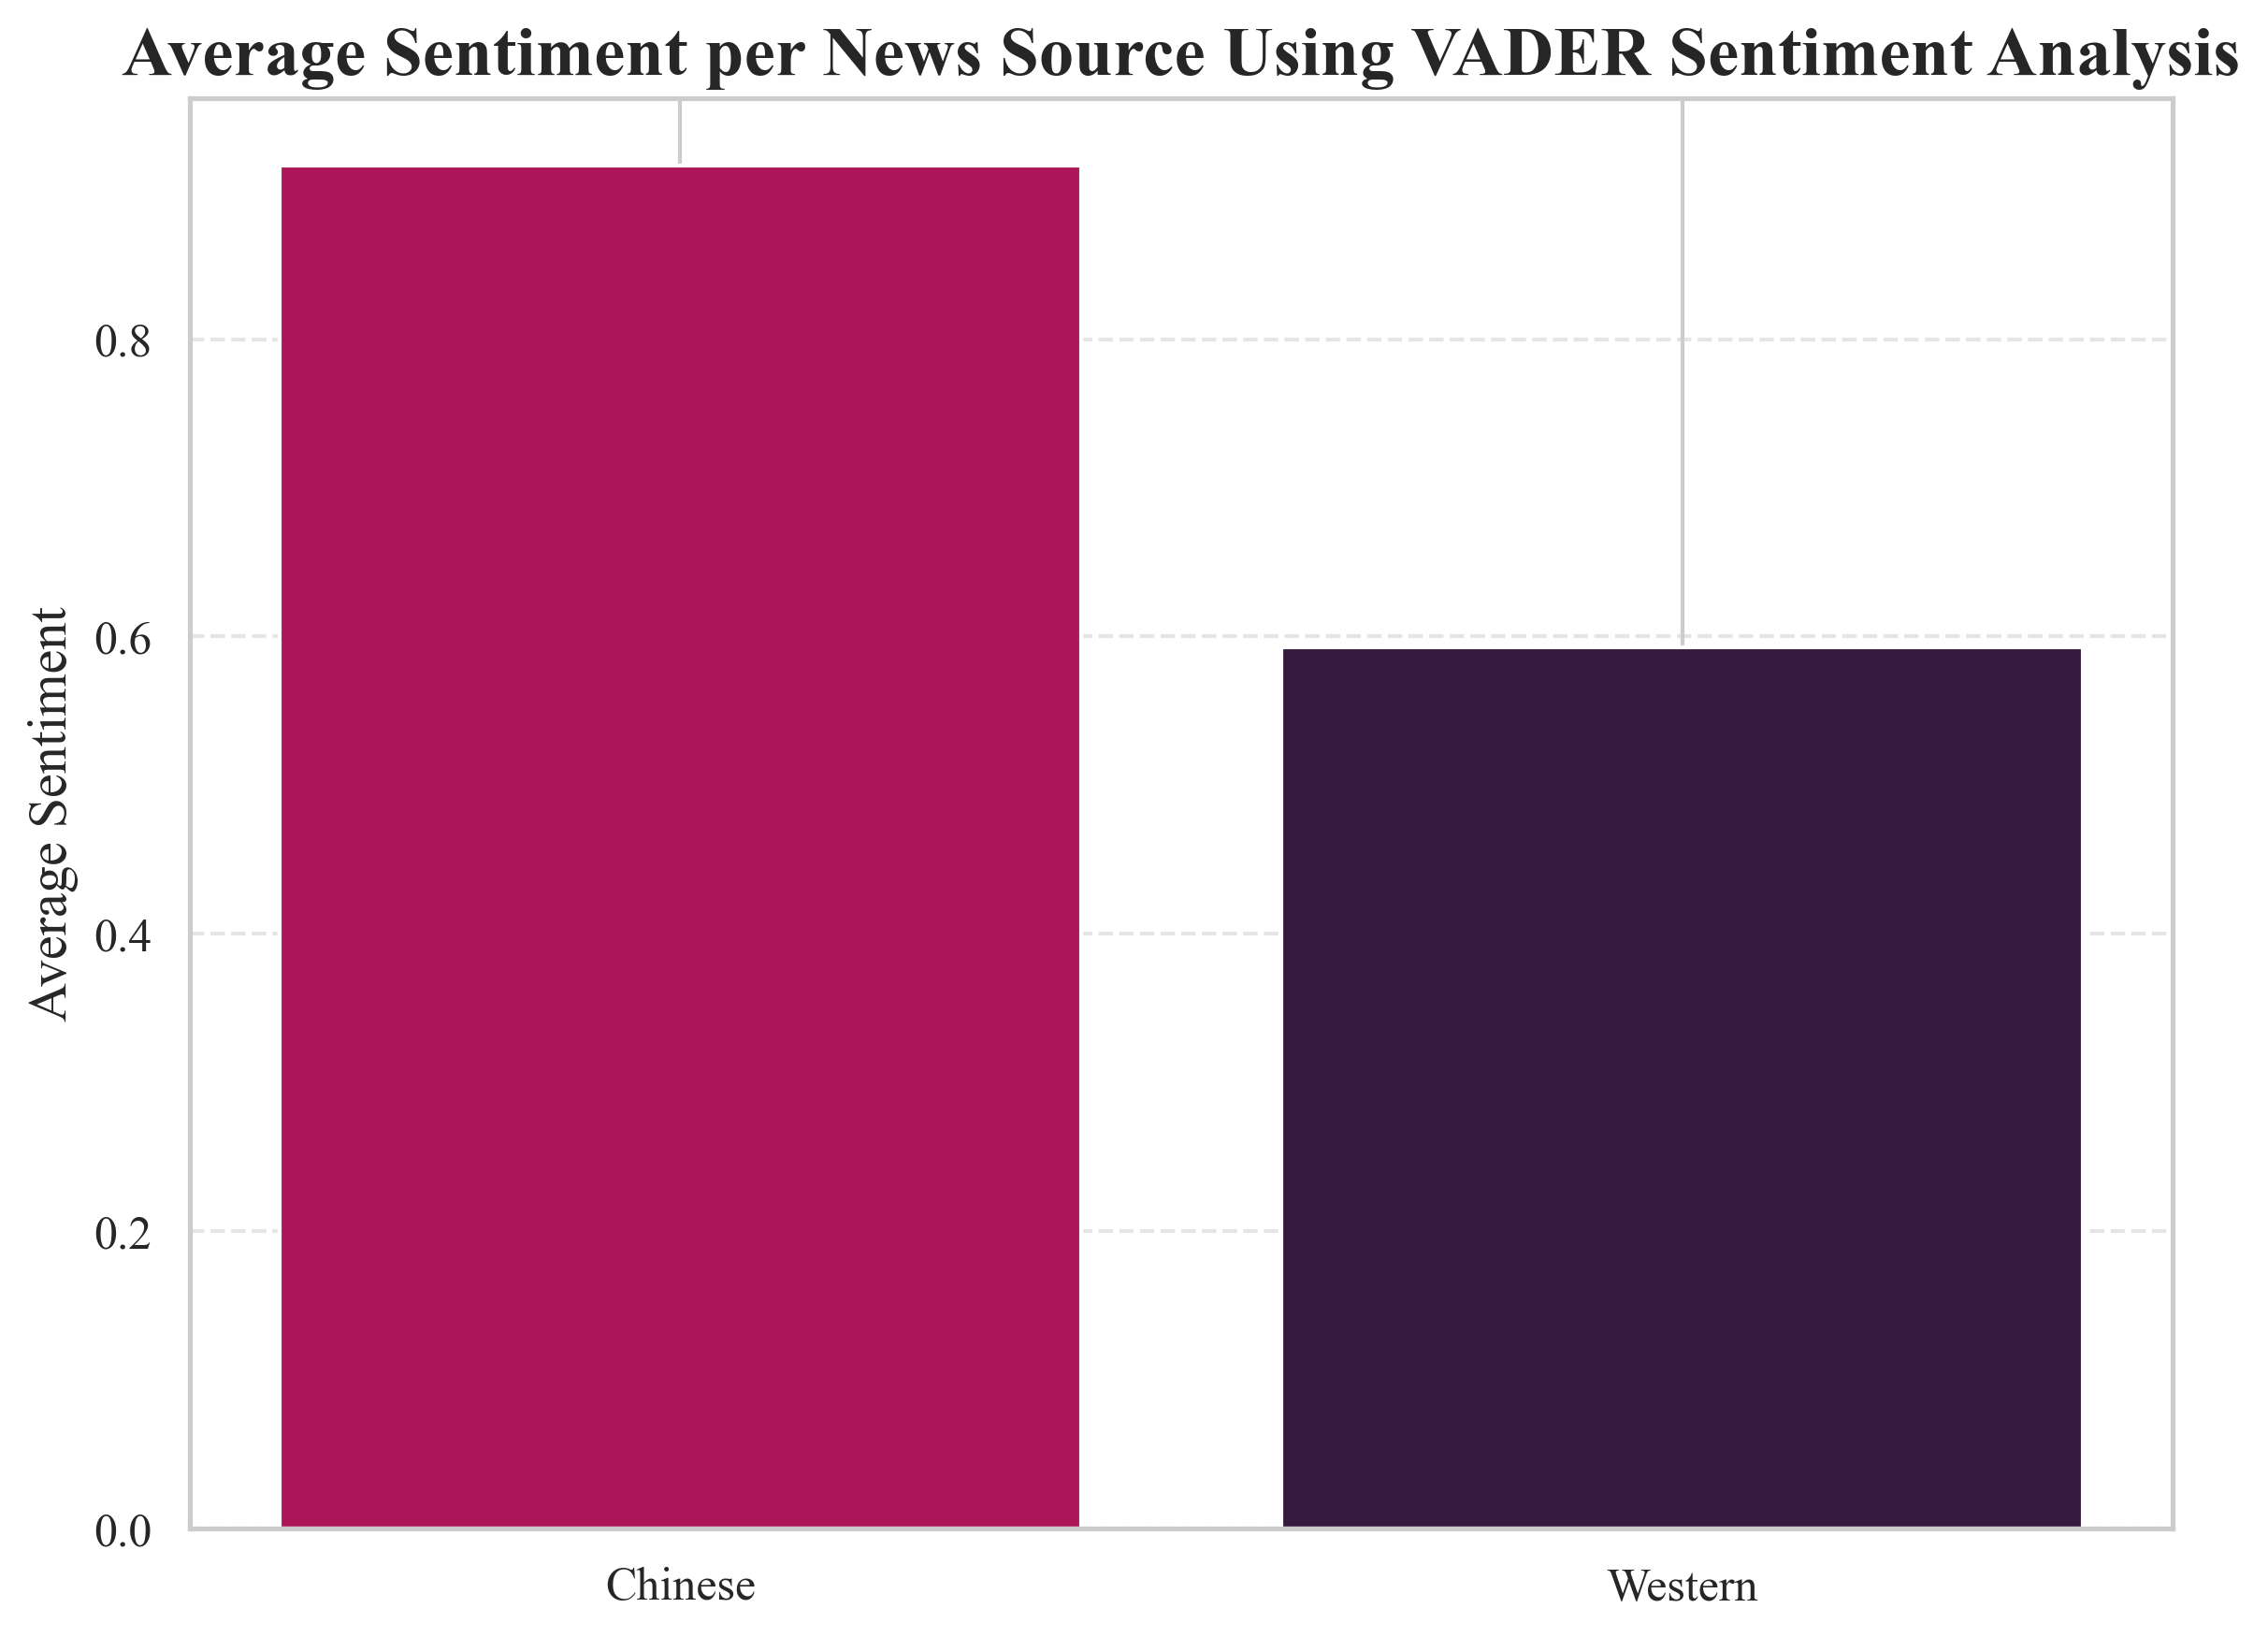 Average Sentiment per News Source Using VADER Sentiment Analysis
Average Sentiment
0.8
0.6
0.4
0.2
0.0
Chinese
Western